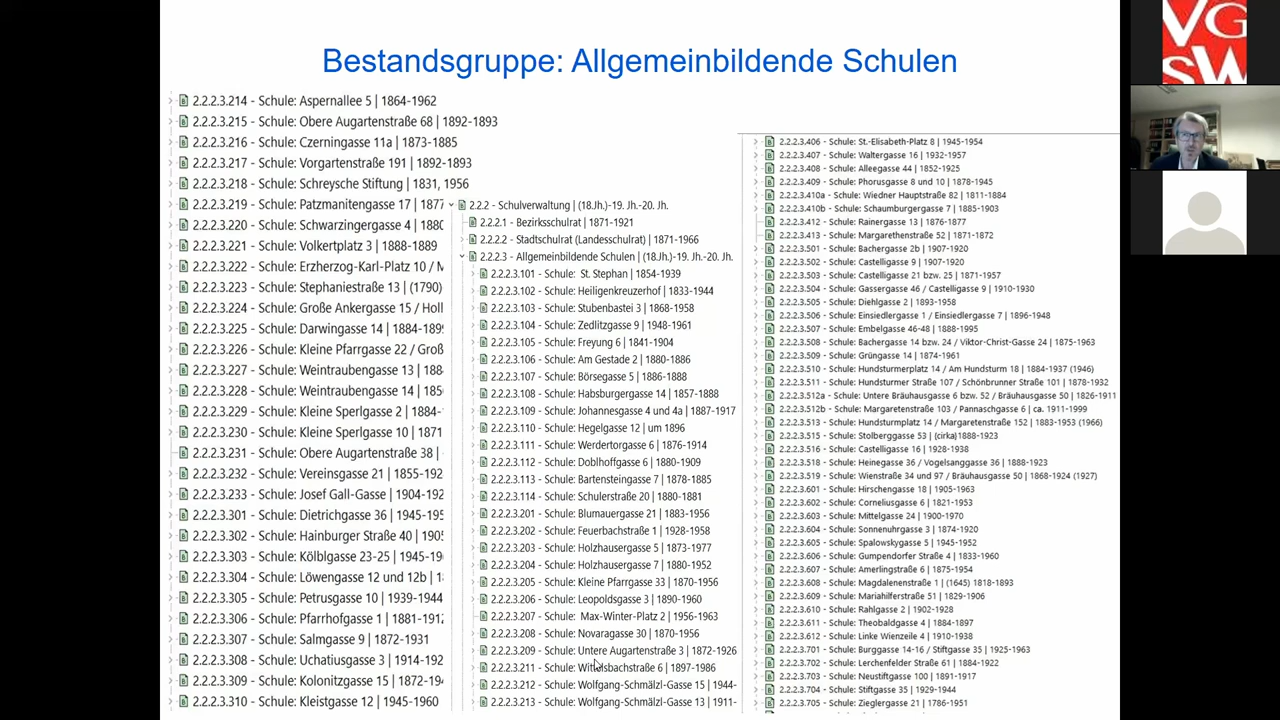 Bestandsgruppe: Allgemeinbildende Schulen
2.2.2.3.214 - Schule: Aspernallee 5 | 1864-1962
2.2.2.3.215 - Schule: Obere Augartenstraße 68 | 1892-1893
2.2.2.3.216 - Schule: Czerningasse 11a | 1873-1885
2.2.2.3.217 - Schule: Vorgartenstraße 191 | 1892-1893
2.2.2.3.218 - Schule: Schreysche Stiftung | 1831, 1956
2.2.2.3.219 - Schule: Patzmanitengasse 17 | 1877
2.2.2.3.220 - Schule: Schwarzingergasse 4 | 1880
2.2.2.3.221 - Schule: Volkertplatz 3 | 1888-1889
2.2.2.3.222 - Schule: Erzherzog-Karl-Platz 10 / M
2.2.2.3.223 - Schule: Stephaniestraße 13 | (1790)
2.2.2.3.224 - Schule: Große Ankergasse 15 / Holl
2.2.2.3.225 - Schule: Darwingasse 14 | 1884-189
2.2.2.3.226 - Schule: Kleine Pfarrgasse 22 / Groß
2.2.2.3.227 - Schule: Weintraubengasse 13 | 188
2.2.2.3.228 - Schule: Weintraubengasse 14 | 185
2.2.2.3.229 - Schule: Kleine Sperlgasse 2 | 1884-
2.2.2.3.230 - Schule: Kleine Sperlgasse 10 | 1871
2.2.2.3.231 - Schule: Obere Augartenstraße 38 |
2.2.2.3.232 - Schule: Vereinsgasse 21 | 1855-192
2.2.2.3.233 - Schule: Josef Gall-Gasse | 1904-192
2.2.2.3.301 - Schule: Dietrichgasse 36 | 1945-195
2.2.2.3.302 - Schule: Hainburger Straße 40 | 190
2.2.2.3.303 - Schule: Kölblgasse 23-25 | 1945-19
2.2.2.3.304 - Schule: Löwengasse 12 und 12b | 1
2.2.2.3.305 - Schule: Petrusgasse 10 | 1939-1944
2.2.2.3.306 - Schule: Pfarrhofgasse 1 | 1881-191
2.2.2.3.307 - Schule: Salmgasse 9 | 1872-1931
2.2.2.3.308 - Schule: Uchatiusgasse 3 | 1914-192
2.2.2.3.309 - Schule: Kolonitzgasse 15 | 1872-19
2.2.2.3.310 - Schule: Kleistgasse 12 | 1945-1960
2.2.2 - Schulverwaltung | (18.Jh.)-19. Jh.-20. Jh.
2.2.2.1 - Bezirksschulrat | 1871-1921
2.2.2.2 - Stadtschulrat (Landesschulrat) | 1871-1966
2.2.2.3 - Allgemeinbildende Schulen | (18.Jh.)-19. Jh.-20. Jh.
2.2.2.3.101 - Schule: St. Stephan | 1854-1939
2.2.2.3.102 - Schule: Heiligenkreuzerhof | 1833-1944
2.2.2.3.103 - Schule: Stubenbastei 3 | 1868-1958
2.2.2.3.104 - Schule: Zedlitzgasse 9 | 1948-1961
2.2.2.3.105 - Schule: Freyung 6 | 1841-1904
2.2.2.3.106 - Schule: Am Gestade 2 | 1880-1886
2.2.2.3.107 - Schule: Börsegasse 5 | 1886-1888
2.2.2.3.108 - Schule: Habsburgergasse 14 | 1857-1888
2.2.2.3.109 - Schule: Johannesgasse 4 und 4a | 1887-1917
2.2.2.3.110 - Schule: Hegelgasse 12 | um 1896
2.2.2.3.111 - Schule: Werdertorgasse 6 | 1876-1914
2.2.2.3.112 - Schule: Doblhoffgasse 6 | 1880-1909
2.2.2.3.113 - Schule: Bartensteingasse 7 | 1878-1885
2.2.2.3.114 - Schule: Schulerstraße 20 | 1880-1881
2.2.2.3.201 - Schule: Blumauergasse 21 | 1883-1956
2.2.2.3.202 - Schule: Feuerbachstraße 1 | 1928-1958
2.2.2.3.203 - Schule: Holzhausergasse 5 | 1873-1977
2.2.2.3.204 - Schule: Holzhausergasse 7 | 1880-1952
2.2.2.3.205 - Schule: Kleine Pfarrgasse 33 | 1870-1956
2.2.2.3.206 - Schule: Leopoldsgasse 3 | 1890-1960
2.2.2.3.207 - Schule: Max-Winter-Platz 2 | 1956-1963
2.2.2.3.208 - Schule: Novaragasse 30 | 1870-1956
2.2.2.3.209 - Schule: Untere Augartenstraße 3 | 1872-1926
2.2.2.3.211 - Schule: Wittelsbachstraße 6 | 1897-1986
2.2.2.3.212 - Schule: Wolfgang-Schmälzl-Gasse 15 | 1944-
2.2.2.3.213 - Schule: Wolfgang-Schmälzl-Gasse 13 | 1911-
2.2.2.3.406 - Schule: St.-Elisabeth-Platz 8 | 1945-1954
2.2.2.3.407 - Schule: Waltergasse 16 | 1932-1957
2.2.2.3.408 - Schule: Alleegasse 44 | 1852-1925
2.2.2.3.409 - Schule: Phorusgasse 8 und 10 | 1878-1945
2.2.2.3.410a - Schule: Wiedner Hauptstraße 82 | 1811-1884
2.2.2.3.410b - Schule: Schaumburgergasse 7 | 1885-1903
2.2.2.3.412 - Schule: Rainergasse 13 | 1876-1877
2.2.2.3.413 - Schule: Margarethenstraße 52 | 1871-1872
2.2.2.3.501 - Schule: Bachergasse 2b | 1907-1920
2.2.2.3.502 - Schule: Castelligasse 9 | 1907-1920
2.2.2.3.503 - Schule: Castelligasse 21 bzw. 25 | 1871-1957
2.2.2.3.504 - Schule: Gassergasse 46 / Castelligasse 9 | 1910-1930
2.2.2.3.505 - Schule: Diehlgasse 2 | 1893-1958
2.2.2.3.506 - Schule: Einsiedlergasse 1 / Einsiedlergasse 7 | 1896-1948
2.2.2.3.507 - Schule: Embelgasse 46-48 | 1888-1995
2.2.2.3.508 - Schule: Bachergasse 14 bzw. 24 / Viktor-Christ-Gasse 24 | 1875-1963
2.2.2.3.509 - Schule: Grüngasse 14 | 1874-1961
2.2.2.3.510 - Schule: Hundsturmerplatz 14 / Am Hundsturm 18 | 1884-1937 (1946)
2.2.2.3.511 - Schule: Hundsturmer Straße 107 / Schönbrunner Straße 101 | 1878-1932
2.2.2.3.512a - Schule: Untere Bräuhausgasse 6 bzw. 52 / Bräuhausgasse 50 | 1826-1911
2.2.2.3.512b - Schule: Margaretenstraße 103 / Pannaschgasse 6 | ca. 1911-1999
2.2.2.3.513 - Schule: Hundsturmplatz 14 / Margaretenstraße 152 | 1883-1953 (1966)
2.2.2.3.515 - Schule: Stolberggasse 53 | (cirka)1888-1923
2.2.2.3.516 - Schule: Castelligasse 16 | 1928-1938
2.2.2.3.518 - Schule: Heinegasse 36 / Vogelsanggasse 36 | 1888-1923
2.2.2.3.519 - Schule: Wienstraße 34 und 97 / Bräuhausgasse 50 | 1868-1924 (1927)
2.2.2.3.601 - Schule: Hirschengasse 18 | 1905-1963
2.2.2.3.602 - Schule: Corneliusgasse 6 | 1821-1953
2.2.2.3.603 - Schule: Mittelgasse 24 | 1900-1970
2.2.2.3.604 - Schule: Sonnenuhrgasse 3 | 1874-1920
2.2.2.3.605 - Schule: Spalowskygasse 5 | 1945-1952
2.2.2.3.606 - Schule: Gumpendorfer Straße 4 | 1833-1960
2.2.2.3.607 - Schule: Amerlingstraße 6 | 1875-1954
2.2.2.3.608 - Schule: Magdalenenstraße 1 | (1645) 1818-1893
2.2.2.3.609 - Schule: Mariahilferstraße 51 | 1829-1906
2.2.2.3.610 - Schule: Rahlgasse 2 | 1902-1928
2.2.2.3.611 - Schule: Theobaldgasse 4 | 1884-1897
2.2.2.3.612 - Schule: Linke Wienzeile 4 | 1910-1938
2.2.2.3.701 - Schule: Burggasse 14-16 / Stiftgasse 35 | 1925-1963
2.2.2.3.702 - Schule: Lerchenfelder Straße 61 | 1884-1922
2.2.2.3.703 - Schule: Neustiftgasse 100 | 1891-1917
2.2.2.3.704 - Schule: Stiftgasse 35 | 1929-1944
2.2.2.3.705 - Schule: Zieglergasse 21 | 1786-1951
VG
SW